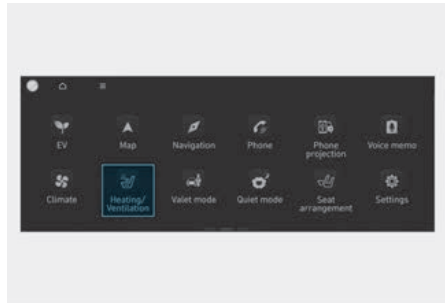 EV
Map
Navigation
Phone
Phone
projection
Voice memo
Climate
Heating/
Ventilation
Valet mode
Quiet mode
Seat
arrangement
Settings